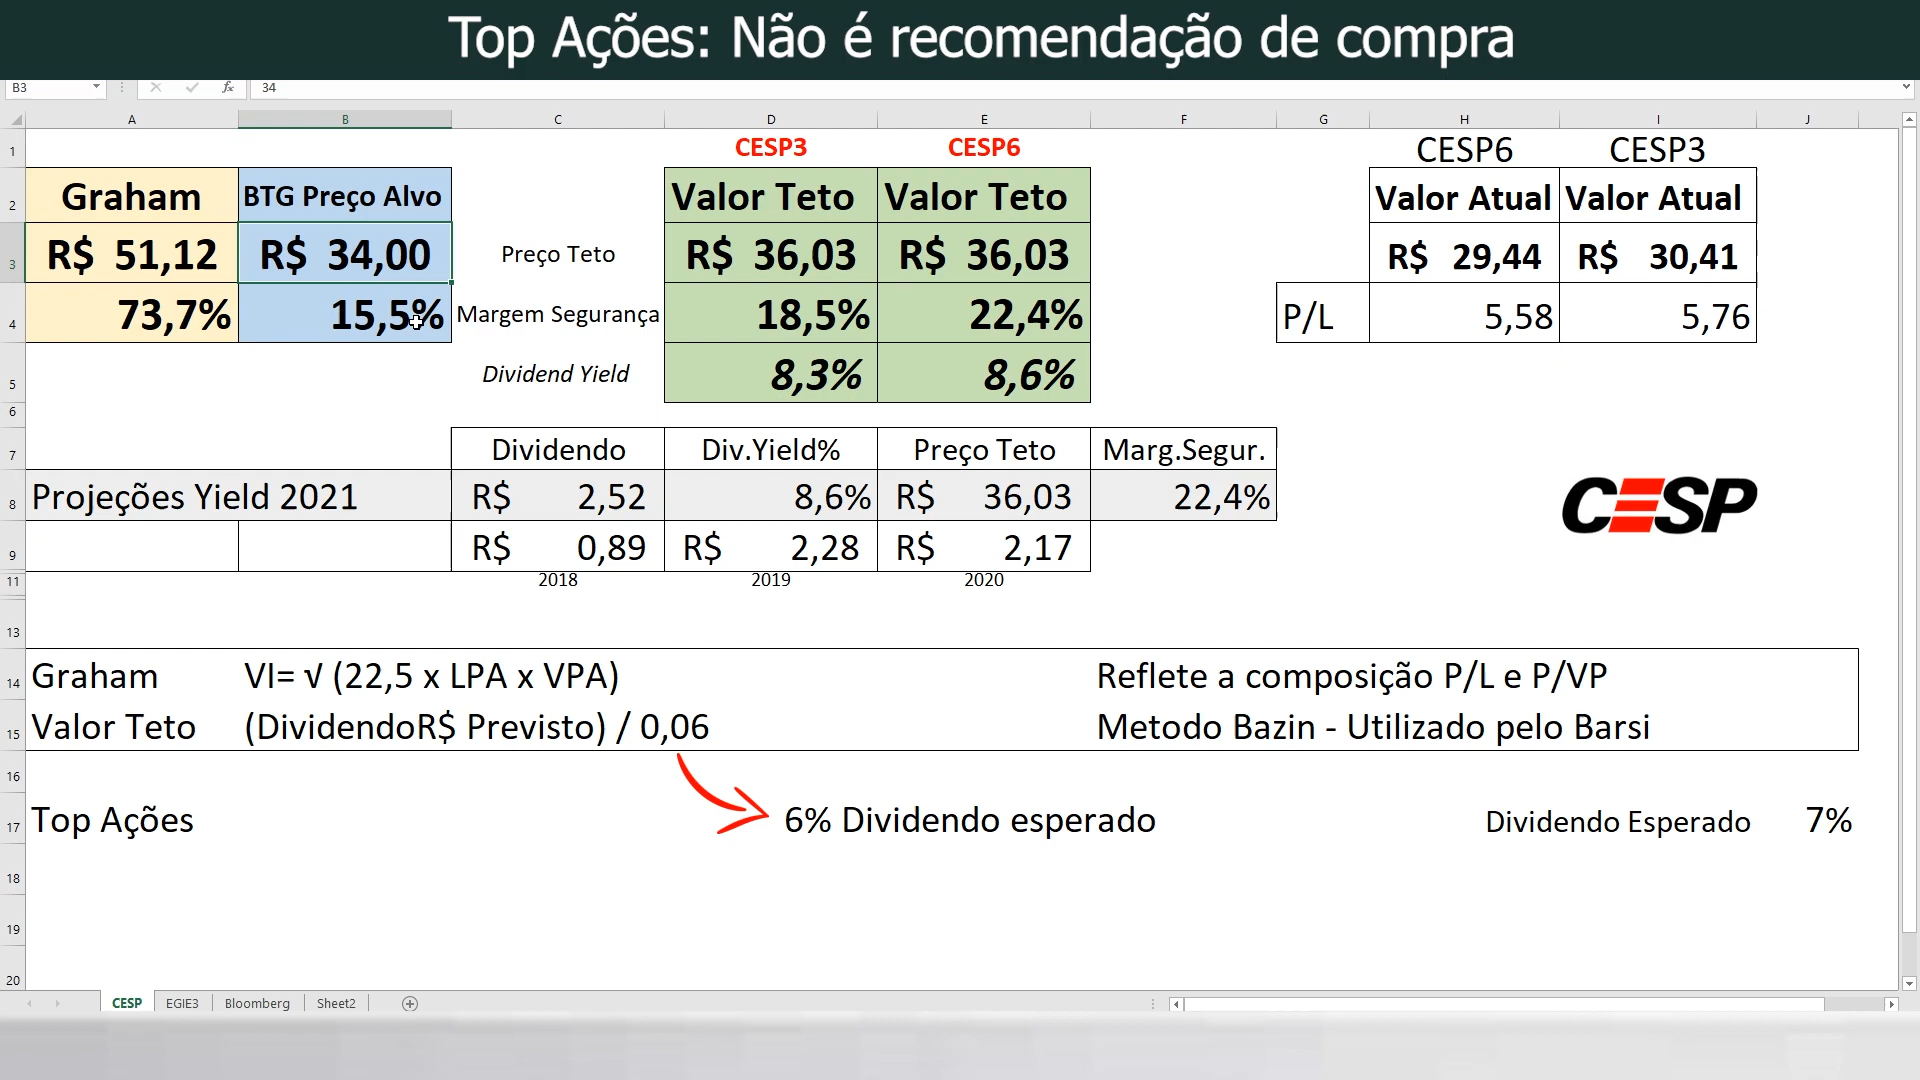 Top Ações: Não é recomendação de compra
B3 fx 34
A B C D E F G H I J
1 CESP3 CESP6 CESP6 CESP3
2 Graham BTG Preço Alvo Valor Teto Valor Teto Valor Atual Valor Atual
3 R$ 51,12 R$ 34,00 Preço Teto R$ 36,03 R$ 36,03 R$ 29,44 R$ 30,41
4 73,7% 15,5% Margem Segurança 18,5% 22,4% P/L 5,58 5,76
5 Dividend Yield 8,3% 8,6%
6
7 Dividendo Div.Yield% Preço Teto Marg.Segur.
8 Projeções Yield 2021 R$ 2,52 8,6% R$ 36,03 22,4% CESP
9 R$ 0,89 R$ 2,28 R$ 2,17
11 2018 2019 2020
13
14 Graham VI= √ (22,5 x LPA x VPA) Reflete a composição P/L e P/VP
15 Valor Teto (DividendoR$ Previsto) / 0,06 Metodo Bazin - Utilizado pelo Barsi
16
17 Top Ações 6% Dividendo esperado Dividendo Esperado 7%
18
19
20
CESP EGIE3 Bloomberg Sheet2